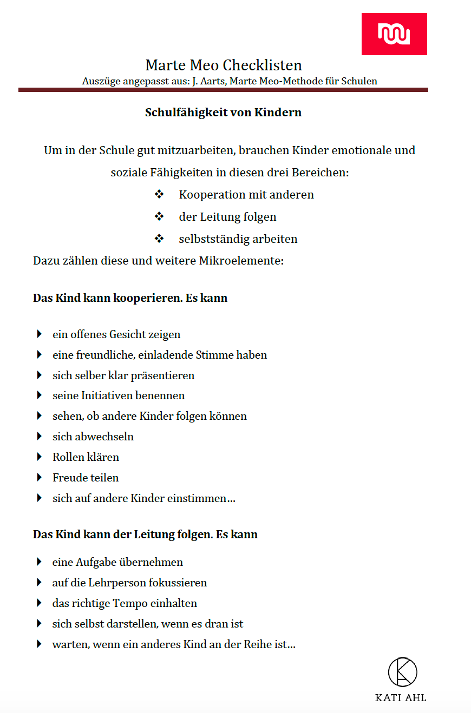 Marte Meo Checklisten
Auszüge angepasst aus: J. Aarts, Marte Meo-Methode für Schulen
Schulfähigkeit von Kindern
Um in der Schule gut mitzuarbeiten, brauchen Kinder emotionale und
soziale Fähigkeiten in diesen drei Bereichen:
❖ Kooperation mit anderen
❖ der Leitung folgen
❖ selbstständig arbeiten
Dazu zählen diese und weitere Mikroelemente:
Das Kind kann kooperieren. Es kann
ein offenes Gesicht zeigen
eine freundliche, einladende Stimme haben
sich selber klar präsentieren
seine Initiativen benennen
sehen, ob andere Kinder folgen können
sich abwechseln
Rollen klären
Freude teilen
sich auf andere Kinder einstimmen…
Das Kind kann der Leitung folgen. Es kann
eine Aufgabe übernehmen
auf die Lehrperson fokussieren
das richtige Tempo einhalten
sich selbst darstellen, wenn es dran ist
warten, wenn ein anderes Kind an der Reihe ist…
KATI AHL